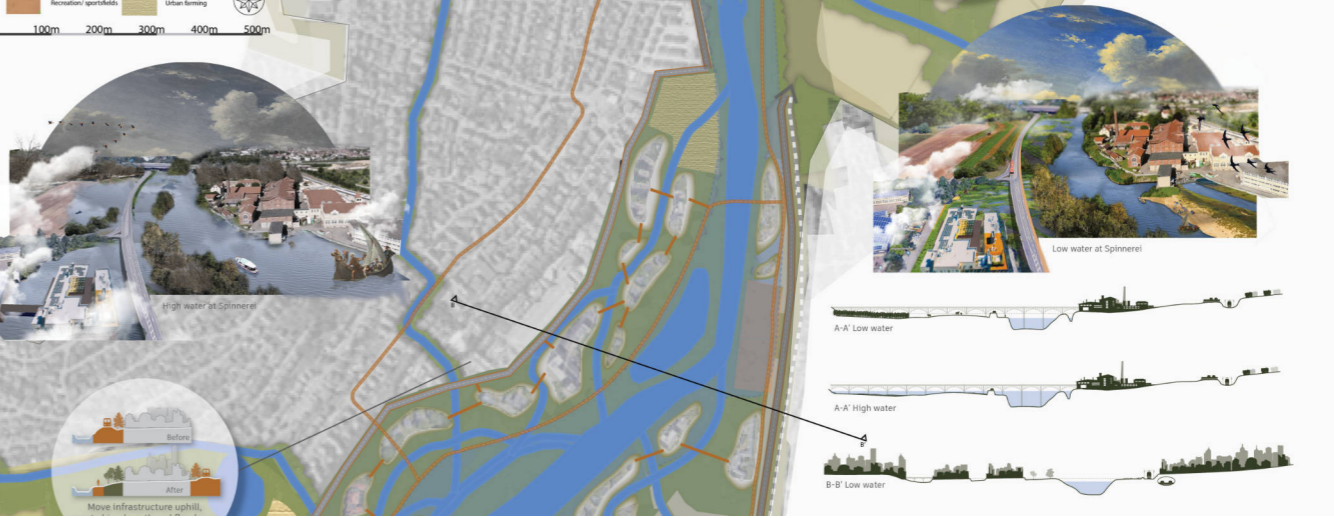 Recreation/ sportsfields
Urban farming
100m 200m 300m 400m 500m
High water at Spinnerei
Low water at Spinnerei
A-A' Low water
A-A' High water
B
B'
B-B' Low water
Before
After
Move infrastructure uphill,